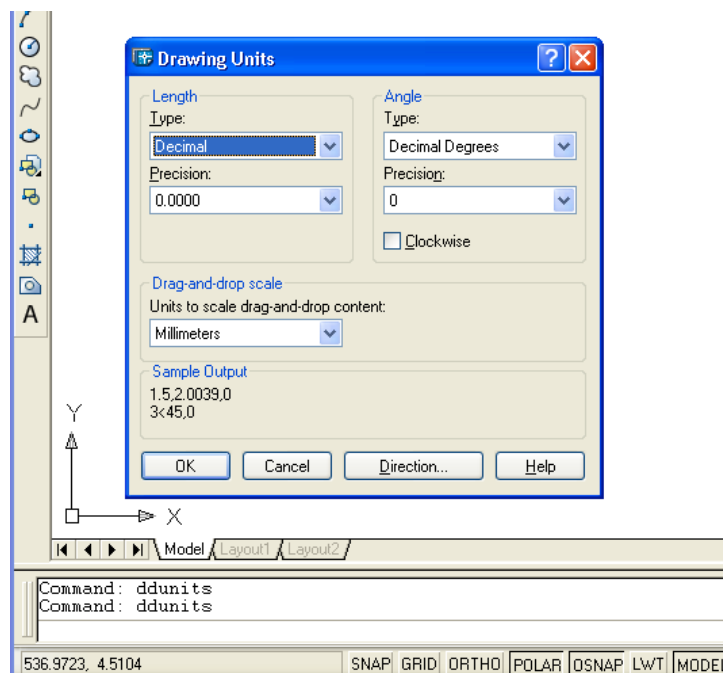 Drawing Units
Length
Type:
Decimal
Precision:
0.0000
Angle
Type:
Decimal Degrees
Precision:
0
Clockwise
Drag-and-drop scale
Units to scale drag-and-drop content:
Millimeters
Sample Output
1.5,2.0039,0
3<45,0
OK Cancel Direction... Help
A
Y
X
Model Layout1 Layout2
Command: ddunits
Command: ddunits
536.9723, 4.5104 SNAP GRID ORTHO POLAR OSNAP LWT MODEL